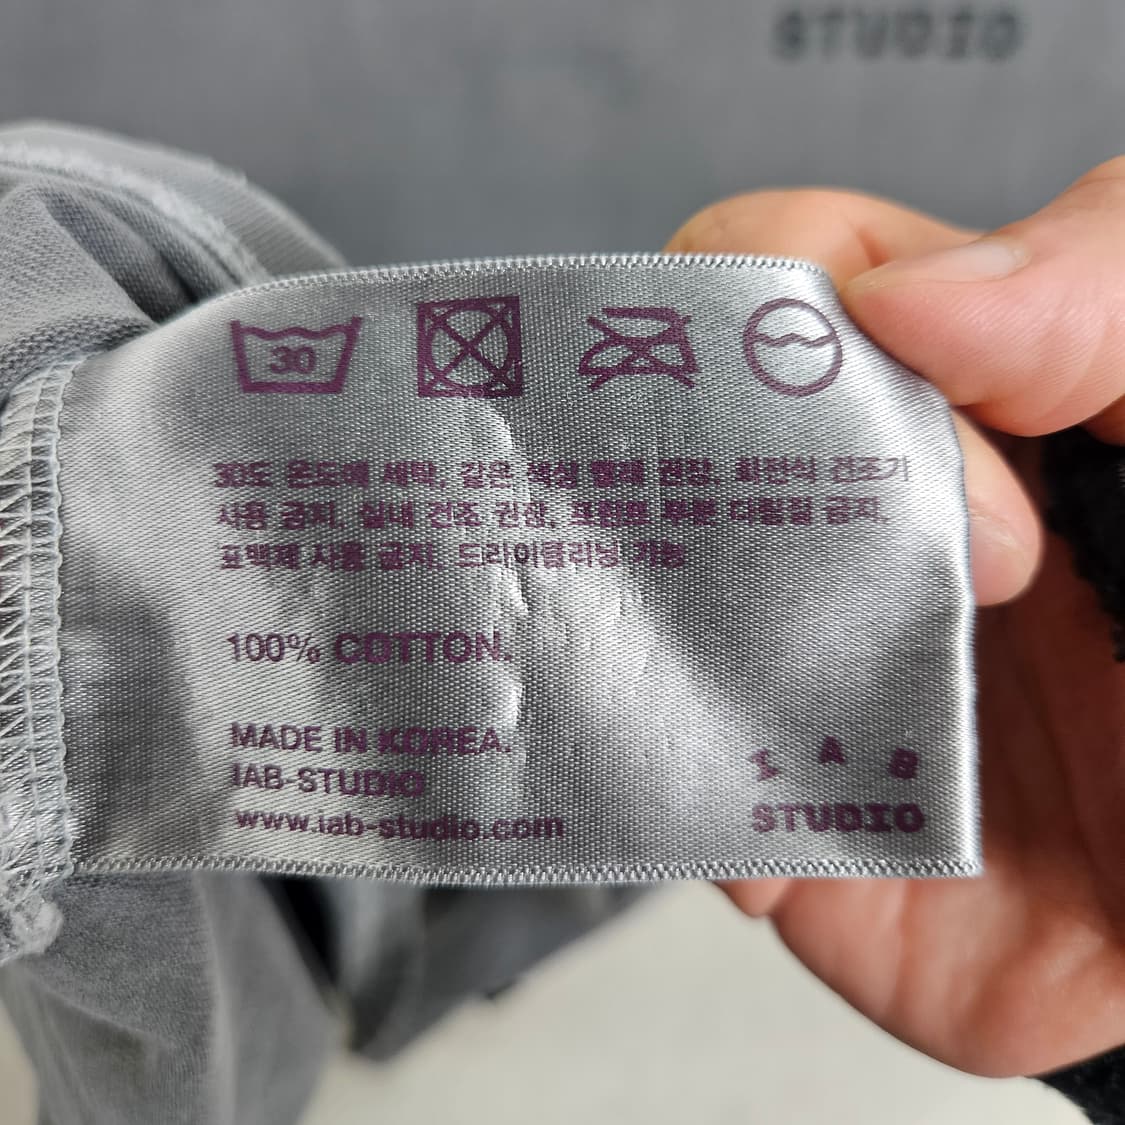 STUDIO
30
30도 온도에 세탁, 같은 색상 빨래 권장, 회전식 건조기
사용 금지, 실내 건조 권장, 프린트 부분 다림질 금지,
표백제 사용 금지, 드라이클리닝 가능
100% COTTON.
MADE IN KOREA.
IAB-STUDIO
www.iab-studio.com
I A B
STUDIO